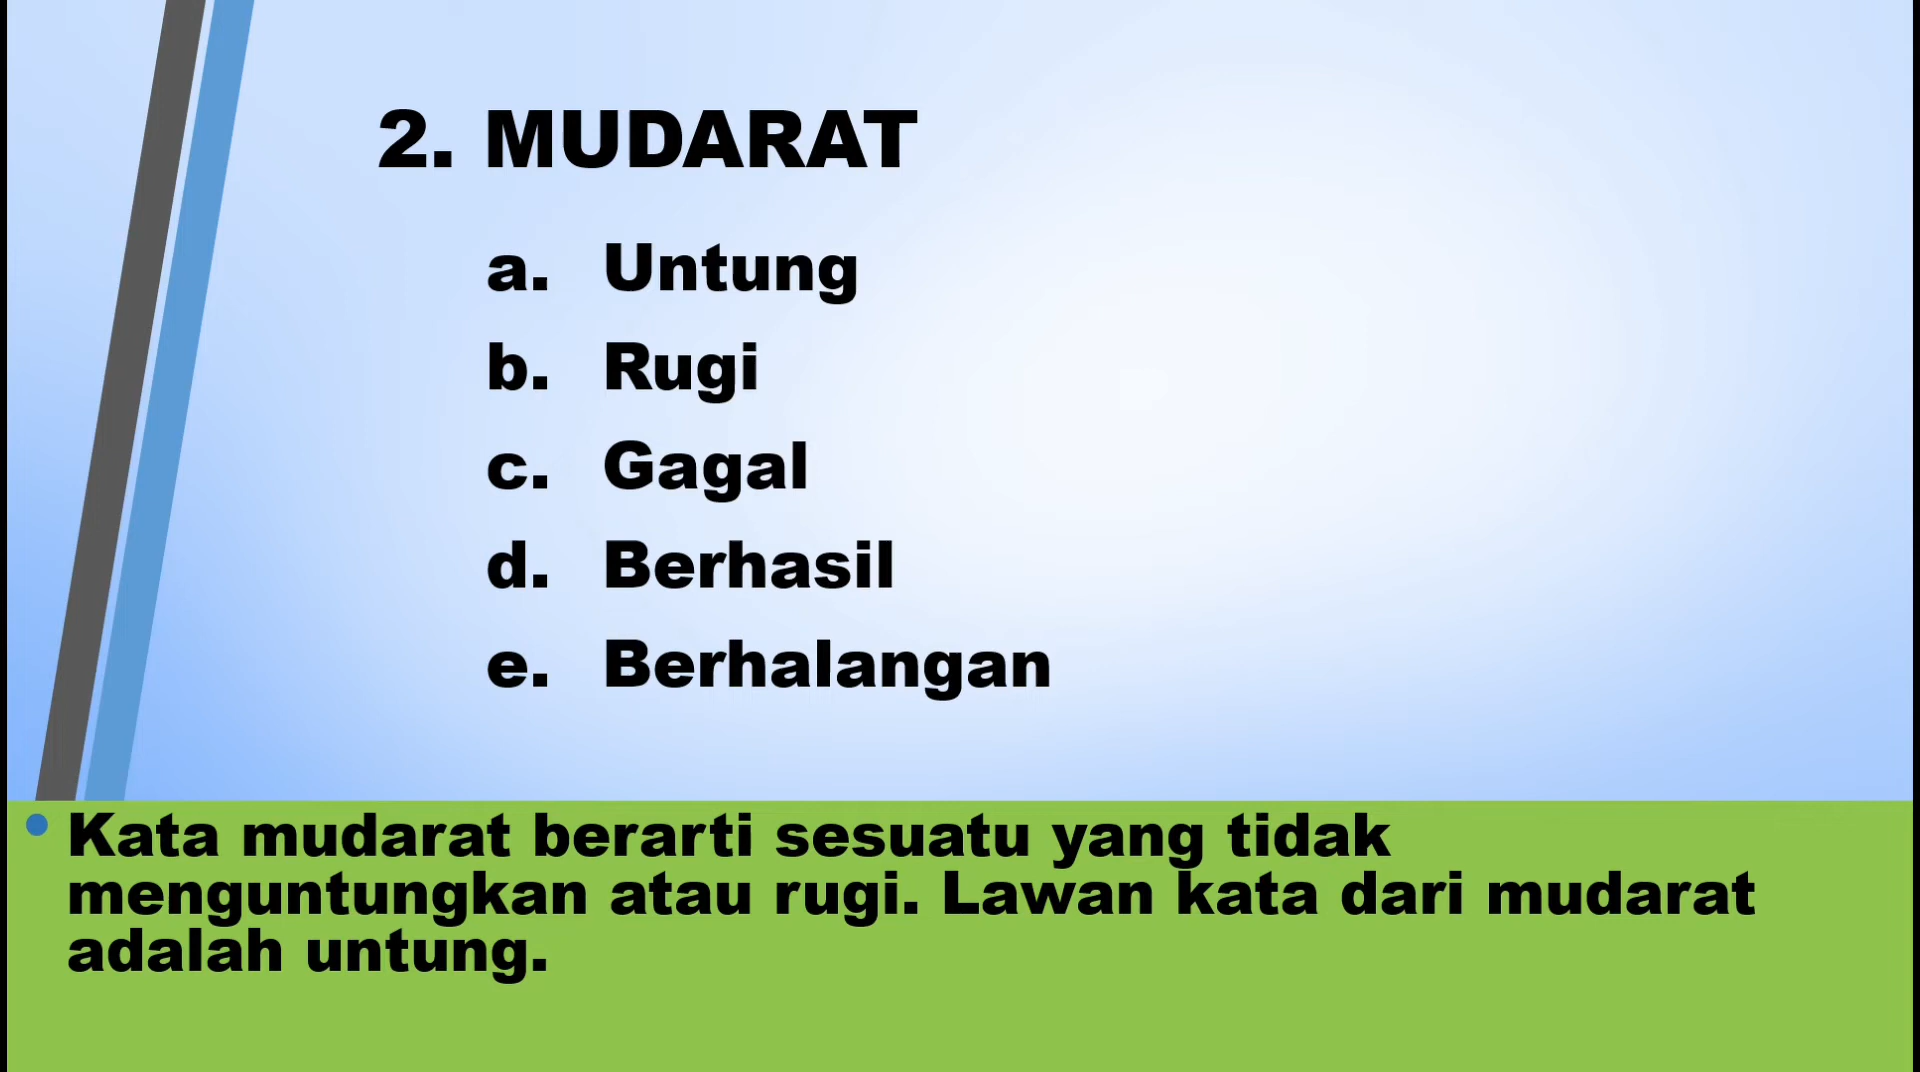 2. MUDARAT
a. Untung
b. Rugi
c. Gagal
d. Berhasil
e. Berhalangan
• Kata mudarat berarti sesuatu yang tidak
menguntungkan atau rugi. Lawan kata dari mudarat
adalah untung.